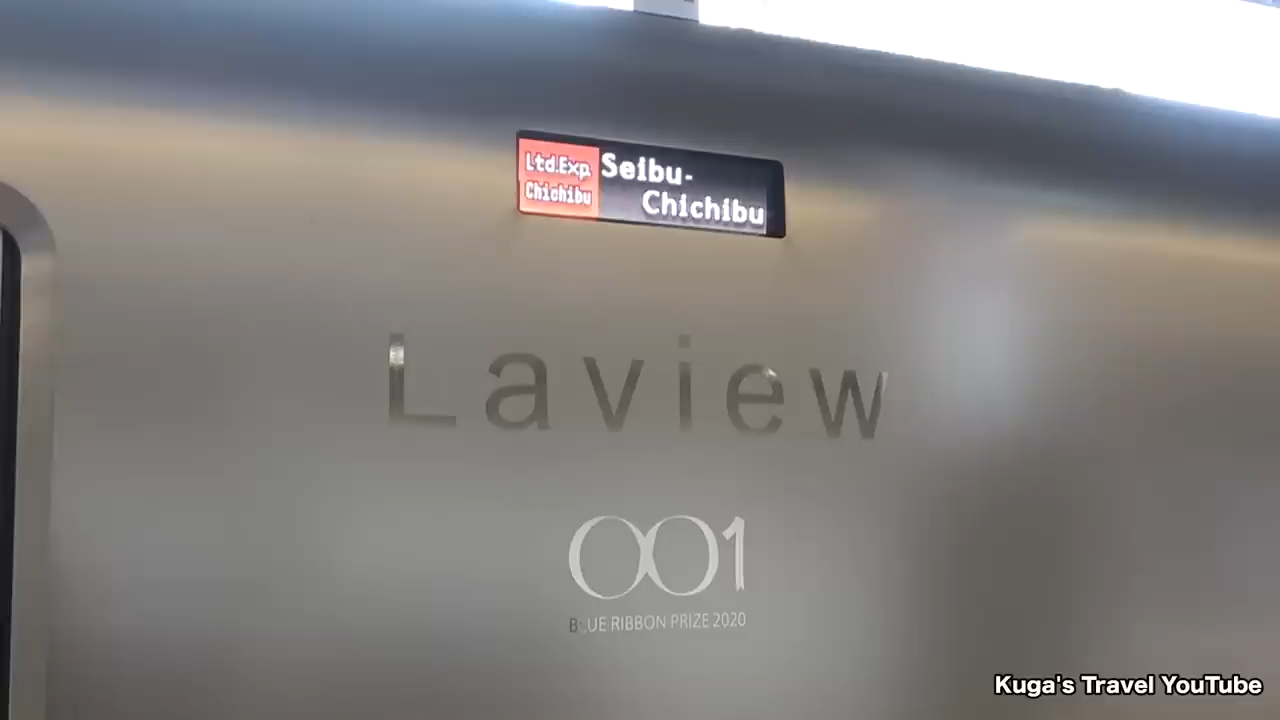 Ltd.Exp.
Chichibu
Seibu-
Chichibu
Laview
001
BLUE RIBBON PRIZE 2020
Kuga's Travel YouTube